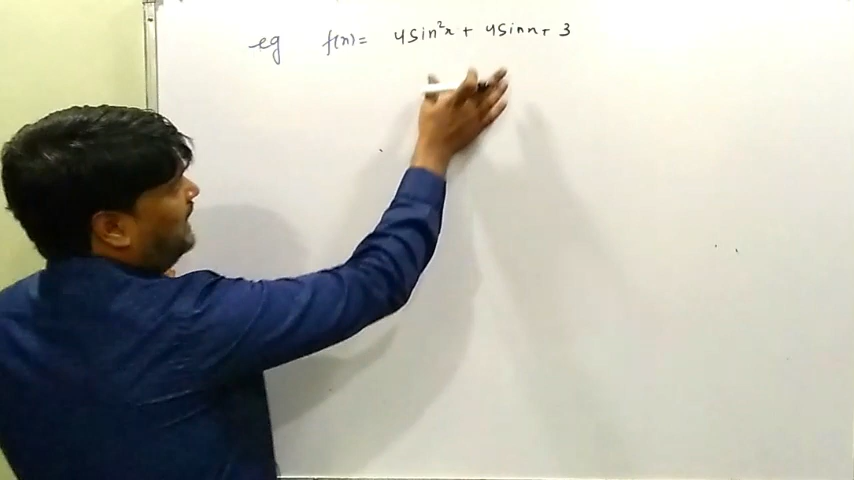 eg f(x) = 4sin²x + 4sinx + 3